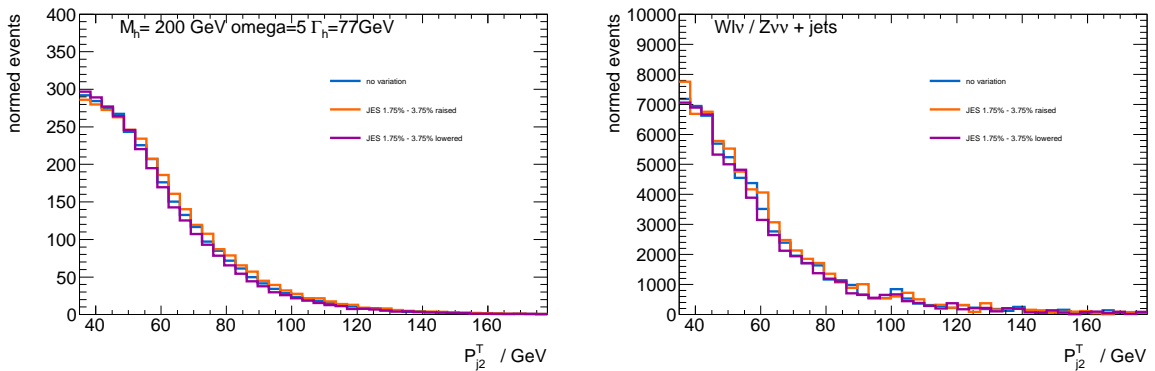 M_h= 200 GeV omega=5 Γ_h=77GeV
normed events
400
350
300
250
200
150
100
50
0
no variation
JES 1.75% - 3.75% raised
JES 1.75% - 3.75% lowered
40 60 80 100 120 140 160
P_j2^T / GeV
Wlν / Zνν + jets
normed events
10000
9000
8000
7000
6000
5000
4000
3000
2000
1000
0
no variation
JES 1.75% - 3.75% raised
JES 1.75% - 3.75% lowered
40 60 80 100 120 140 160
P_j2^T / GeV